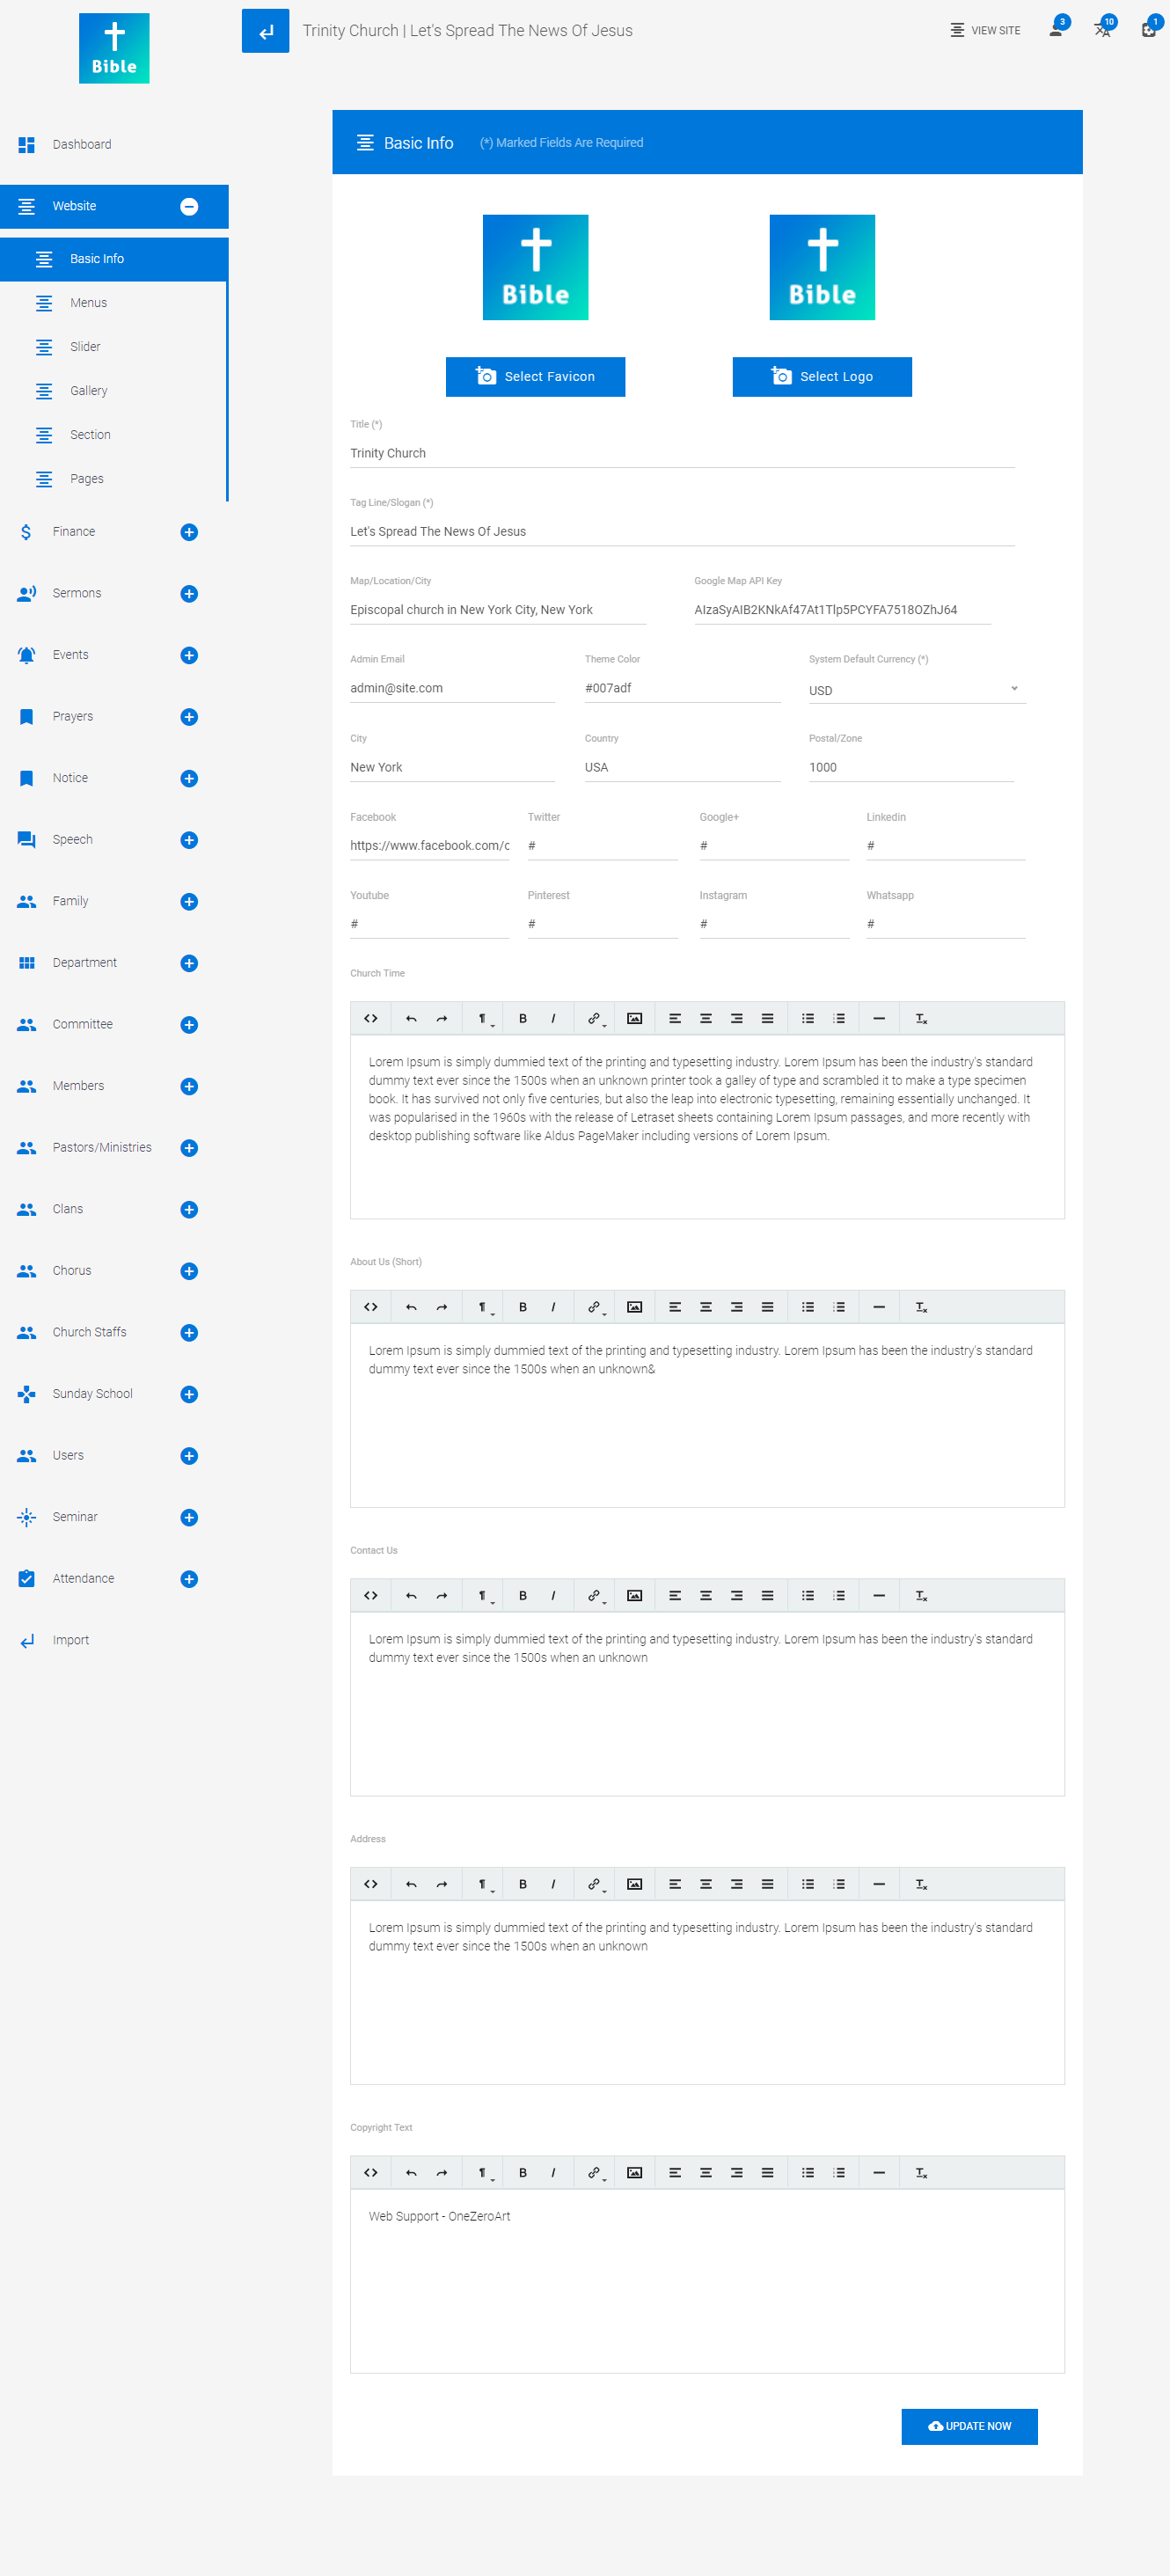 Bible
Trinity Church | Let's Spread The News Of Jesus
VIEW SITE
3
10
1
Dashboard
Website
Basic Info
Menus
Slider
Gallery
Section
Pages
Finance
Sermons
Events
Prayers
Notice
Speech
Family
Department
Committee
Members
Pastors/Ministries
Clans
Chorus
Church Staffs
Sunday School
Users
Seminar
Attendance
Import
Basic Info (*) Marked Fields Are Required
Bible
Bible
Select Favicon
Select Logo
Title (*)
Trinity Church
Tag Line/Slogan (*)
Let's Spread The News Of Jesus
Map/Location/City
Google Map API Key
Episcopal church in New York City, New York
AIzaSyAIB2KNkAf47At1Tlp5PCYFA7518OZhJ64
Admin Email
Theme Color
System Default Currency (*)
admin@site.com
#007adf
USD
City
Country
Postal/Zone
New York
USA
1000
Facebook
Twitter
Google+
Linkedin
https://www.facebook.com/c
#
#
#
Youtube
Pinterest
Instagram
Whatsapp
#
#
#
#
Church Time
Lorem Ipsum is simply dummied text of the printing and typesetting industry. Lorem Ipsum has been the industry's standard
dummy text ever since the 1500s when an unknown printer took a galley of type and scrambled it to make a type specimen
book. It has survived not only five centuries, but also the leap into electronic typesetting, remaining essentially unchanged. It
was popularised in the 1960s with the release of Letraset sheets containing Lorem Ipsum passages, and more recently with
desktop publishing software like Aldus PageMaker including versions of Lorem Ipsum.
About Us (Short)
Lorem Ipsum is simply dummied text of the printing and typesetting industry. Lorem Ipsum has been the industry's standard
dummy text ever since the 1500s when an unknown&
Contact Us
Lorem Ipsum is simply dummied text of the printing and typesetting industry. Lorem Ipsum has been the industry's standard
dummy text ever since the 1500s when an unknown
Address
Lorem Ipsum is simply dummied text of the printing and typesetting industry. Lorem Ipsum has been the industry's standard
dummy text ever since the 1500s when an unknown
Copyright Text
Web Support - OneZeroArt
UPDATE NOW